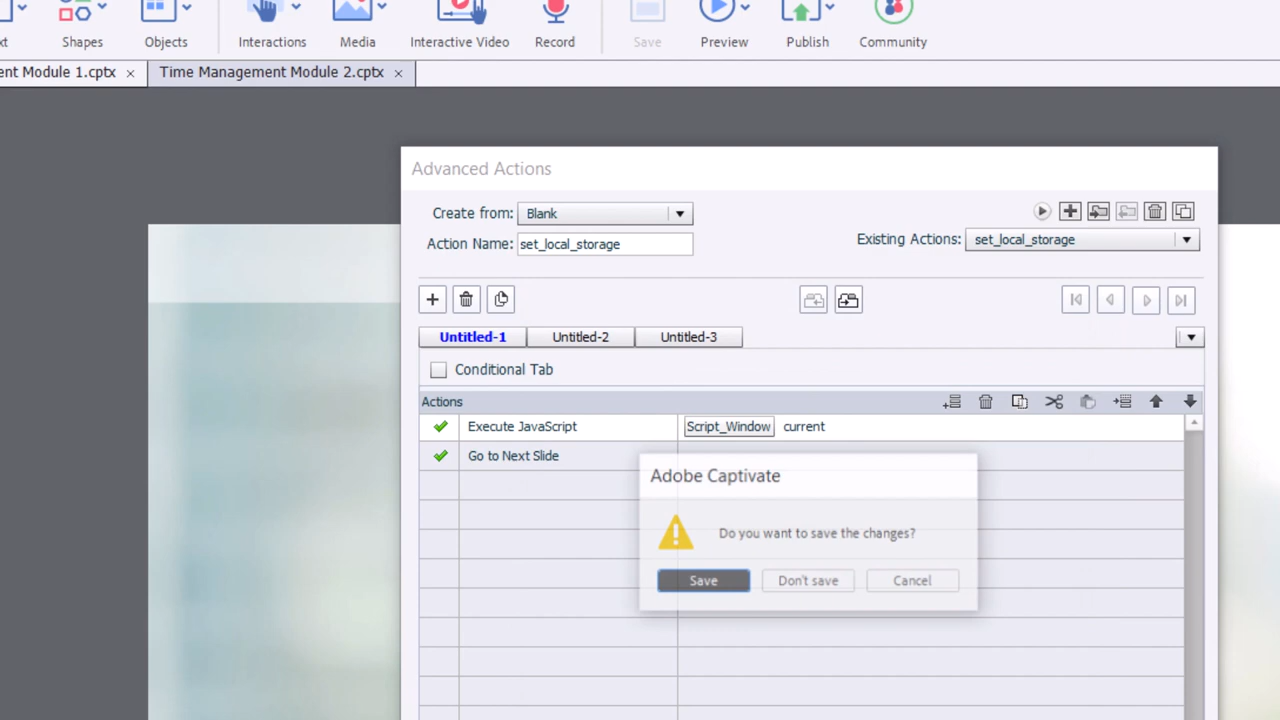 Shapes
Objects
Interactions
Media
Interactive Video
Record
Save
Preview
Publish
Community
ent Module 1.cptx ×
Time Management Module 2.cptx ×
Advanced Actions
Create from: Blank
Action Name: set_local_storage
Existing Actions: set_local_storage
Untitled-1
Untitled-2
Untitled-3
Conditional Tab
Actions
Execute JavaScript Script_Window current
Go to Next Slide
Adobe Captivate
Do you want to save the changes?
Save
Don't save
Cancel